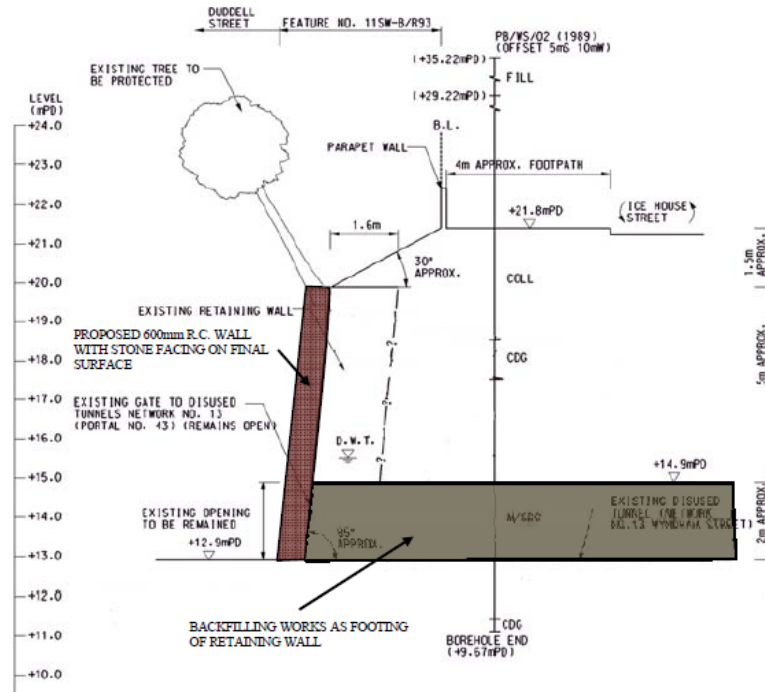 DUDDELL
STREET
FEATURE NO. 11SW-B/R93
PB/WS/02 (1989)
(OFFSET 5mS 10mW)
(+35.22mPD)
FILL
(+29.22mPD)
EXISTING TREE TO
BE PROTECTED
LEVEL
(mPD)
B.L.
PARAPET WALL
4m APPROX. FOOTPATH
(ICE HOUSE
STREET)
+21.8mPD
1.6m
30°
APPROX.
1.5m
APPROX.
COLL
EXISTING RETAINING WALL
PROPOSED 600mm R.C. WALL
WITH STONE FACING ON FINAL
SURFACE
CDG
5m APPROX.
EXISTING GATE TO DISUSED
TUNNELS NETWORK NO. 13
(PORTAL NO. 43) (REMAINS OPEN)
?
?
?
D.W.T.
+14.9mPD
EXISTING OPENING
TO BE REMAINED
+12.9mPD
85°
APPROX.
EXISTING DISUSED
TUNNEL (NETWORK
NO.13 WYNDHAM STREET)
2m APPROX.
BACKFILLING WORKS AS FOOTING
OF RETAINING WALL
CDG
BOREHOLE END
(+9.67mPD)
+24.0
+23.0
+22.0
+21.0
+20.0
+19.0
+18.0
+17.0
+16.0
+15.0
+14.0
+13.0
+12.0
+11.0
+10.0